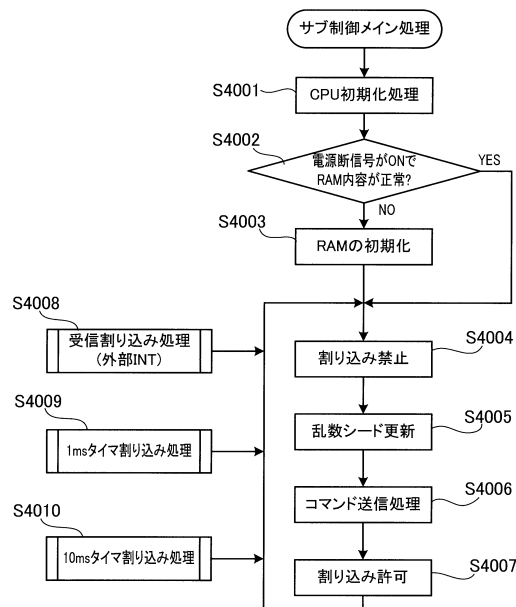 サブ制御メイン処理
S4001
CPU初期化処理
S4002
電源断信号がONで
RAM内容が正常?
YES
NO
S4003
RAMの初期化
S4008
受信割り込み処理
(外部INT)
S4004
割り込み禁止
S4009
1msタイマ割り込み処理
S4005
乱数シード更新
S4006
コマンド送信処理
S4010
10msタイマ割り込み処理
S4007
割り込み許可